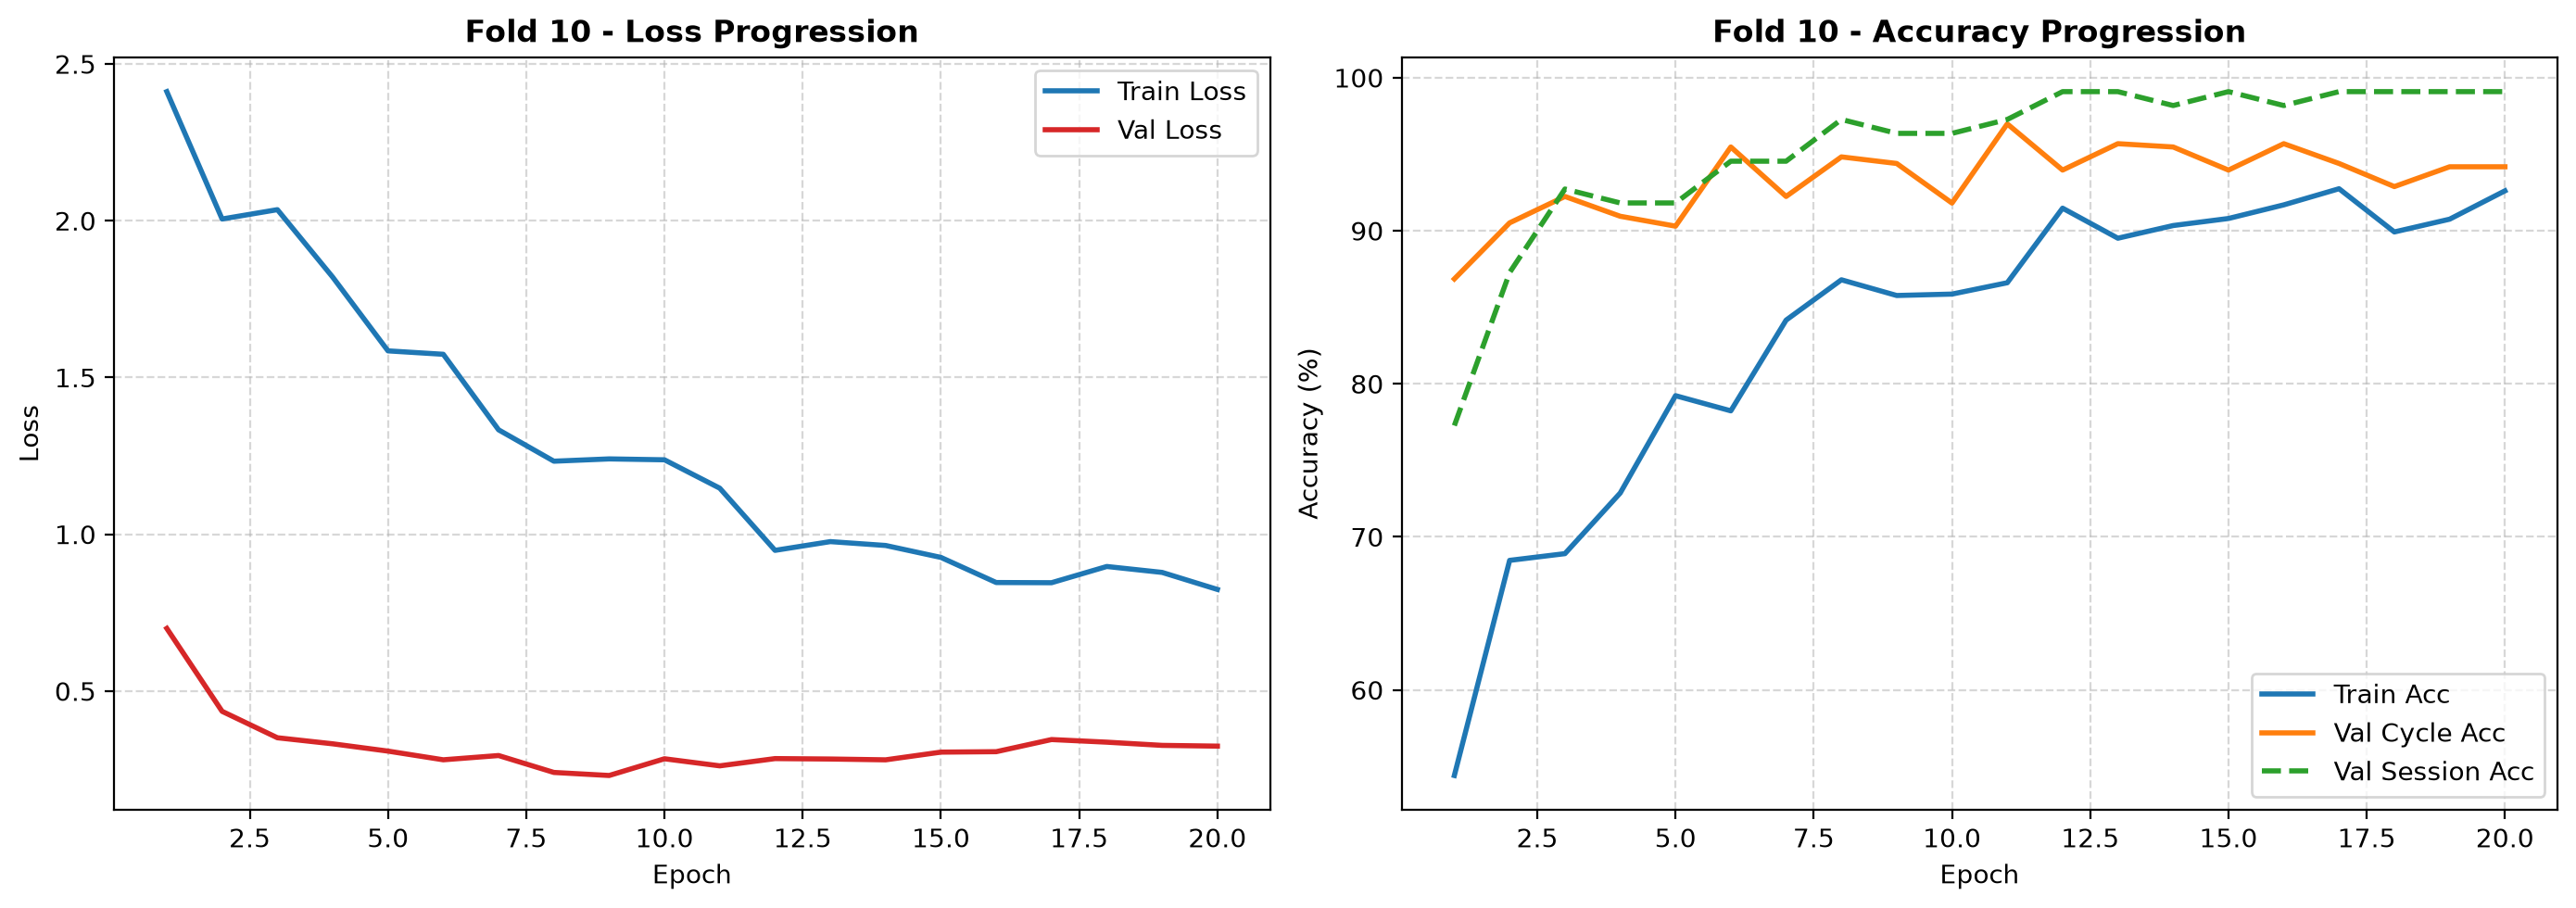 Fold 10 - Loss Progression
2.5
2.0
1.5
1.0
0.5
Loss
Train Loss
Val Loss
2.5 5.0 7.5 10.0 12.5 15.0 17.5 20.0
Epoch
Fold 10 - Accuracy Progression
100
90
80
70
60
Accuracy (%)
Train Acc
Val Cycle Acc
Val Session Acc
2.5 5.0 7.5 10.0 12.5 15.0 17.5 20.0
Epoch